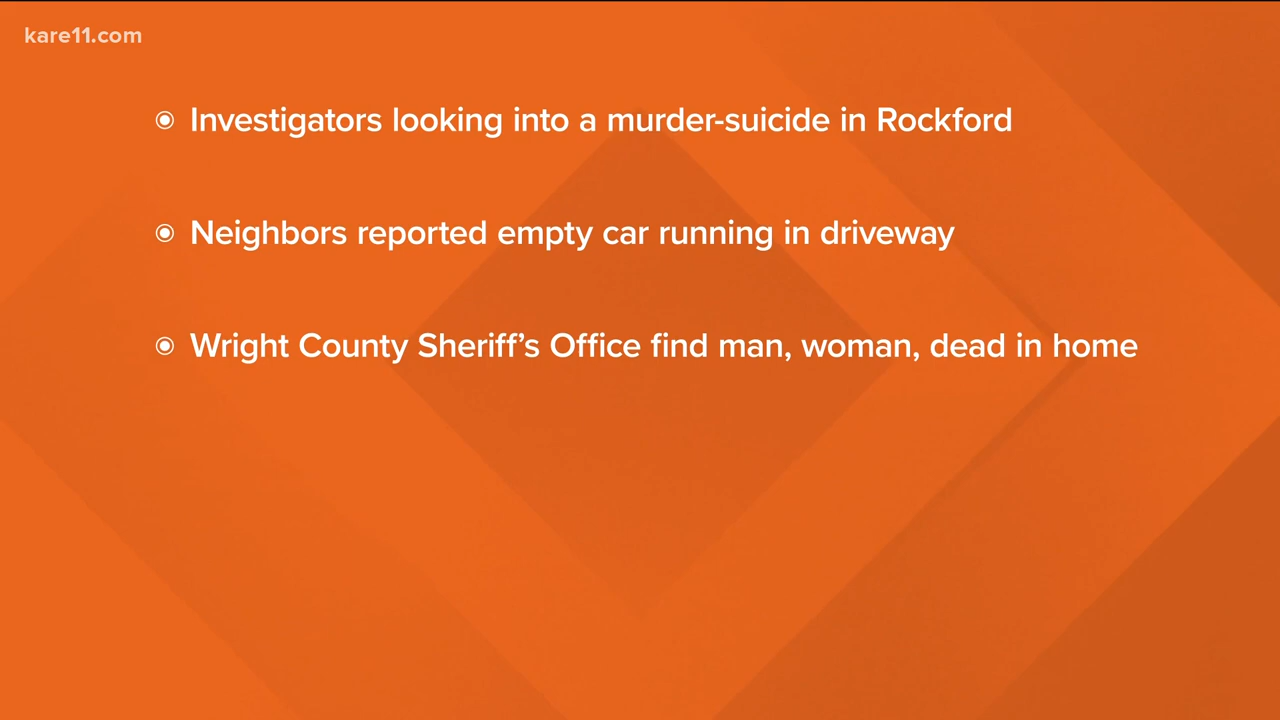 kare11.com
Investigators looking into a murder-suicide in Rockford
Neighbors reported empty car running in driveway
Wright County Sheriff’s Office find man, woman, dead in home